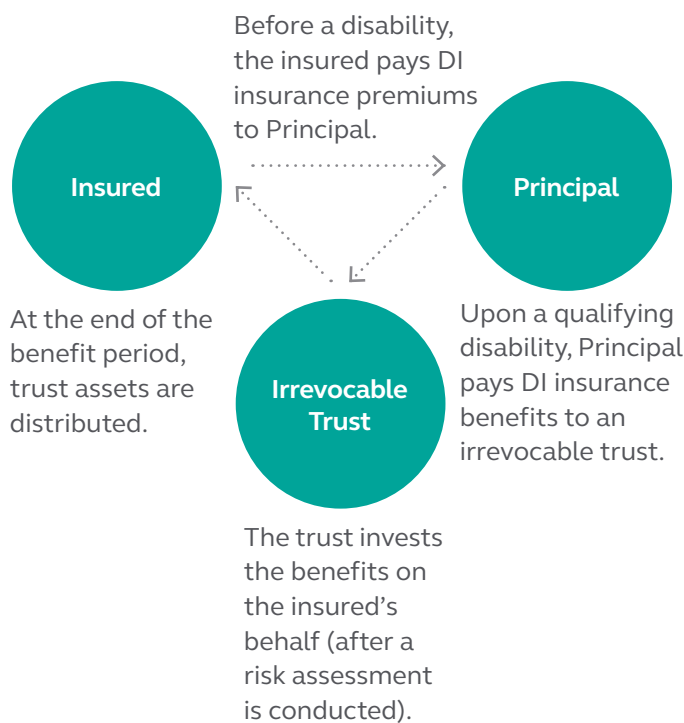 Before a disability,
the insured pays DI
insurance premiums
to Principal.
Insured
Principal
At the end of the
benefit period,
trust assets are
distributed.
Irrevocable
Trust
Upon a qualifying
disability, Principal
pays DI insurance
benefits to an
irrevocable trust.
The trust invests
the benefits on
the insured’s
behalf (after a
risk assessment
is conducted).